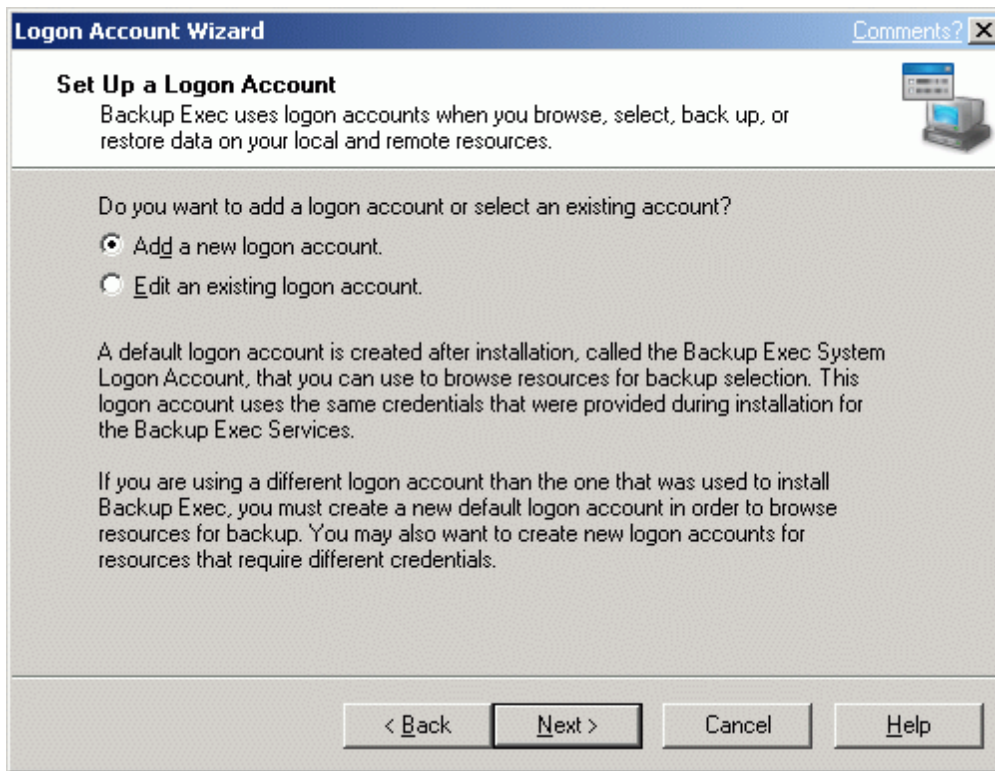 Logon Account Wizard
Comments?
Set Up a Logon Account
Backup Exec uses logon accounts when you browse, select, back up, or
restore data on your local and remote resources.
Do you want to add a logon account or select an existing account?
Add a new logon account.
Edit an existing logon account.
A default logon account is created after installation, called the Backup Exec System
Logon Account, that you can use to browse resources for backup selection. This
logon account uses the same credentials that were provided during installation for
the Backup Exec Services.
If you are using a different logon account than the one that was used to install
Backup Exec, you must create a new default logon account in order to browse
resources for backup. You may also want to create new logon accounts for
resources that require different credentials.
< Back
Next >
Cancel
Help